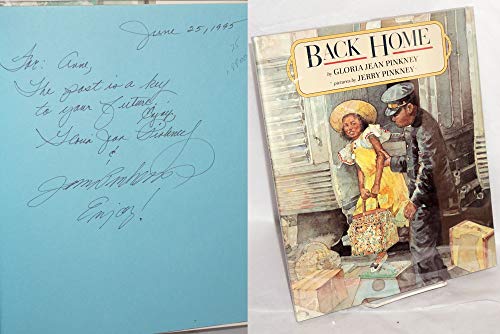 June 25, 1995
For: Anne,
The past is a key
to your future!
Enjoy
Gloria Jean Pinkney
&
Jerry Pinkney
Enjoy!
BACK HOME
by GLORIA JEAN PINKNEY
pictures by JERRY PINKNEY